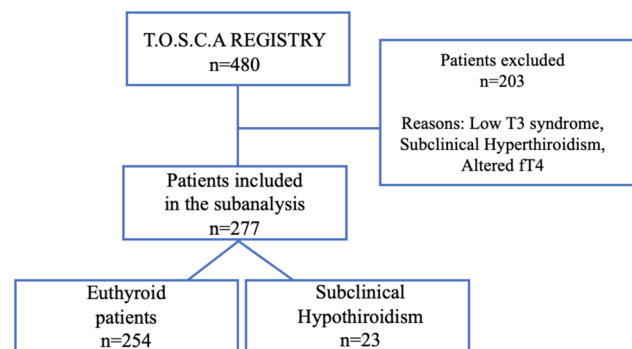 T.O.S.C.A REGISTRY
n=480
Patients excluded
n=203
Reasons: Low T3 syndrome,
Subclinical Hyperthiroidism,
Altered fT4
Patients included
in the subanalysis
n=277
Euthyroid
patients
n=254
Subclinical
Hypothiroidism
n=23